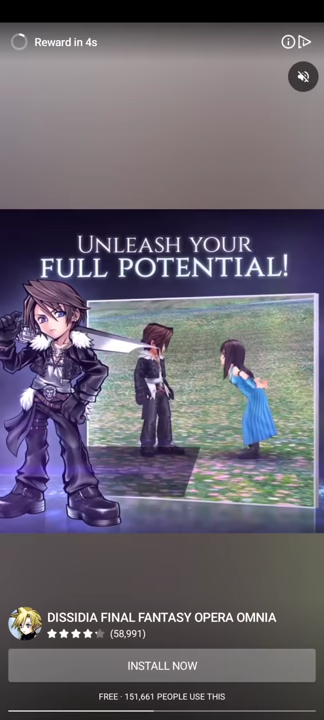 Reward in 4s
UNLEASH YOUR
FULL POTENTIAL!
DISSIDIA FINAL FANTASY OPERA OMNIA
(58,991)
INSTALL NOW
FREE · 151,661 PEOPLE USE THIS